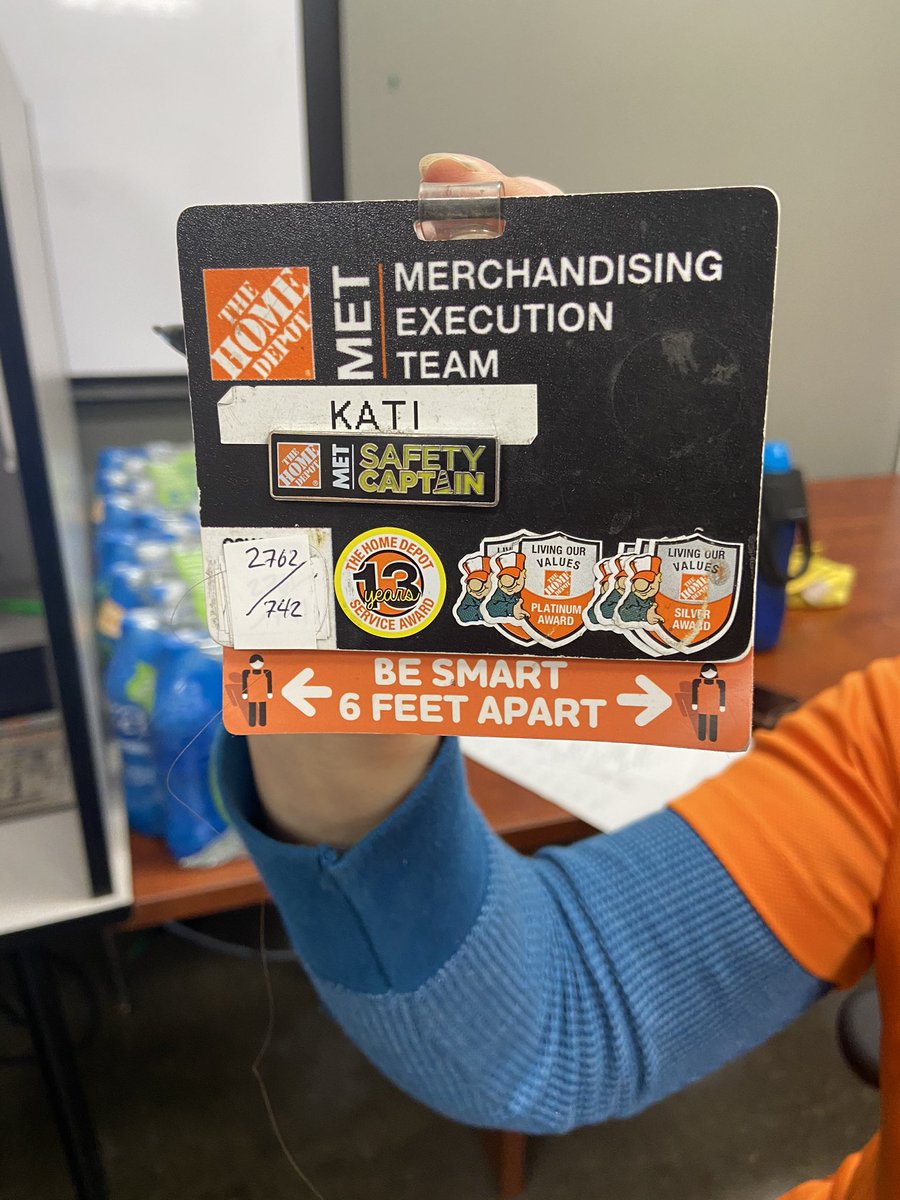 THE
HOME
DEPOT
MET
MERCHANDISING
EXECUTION
TEAM
KATI
THE
HOME
DEPOT
MET
SAFETY
CAPTAIN
2762/742
THE HOME DEPOT
13
years
SERVICE AWARD
LIVING OUR
VALUES
PLATINUM
AWARD
LIVING OUR
VALUES
SILVER
AWARD
BE SMART
6 FEET APART